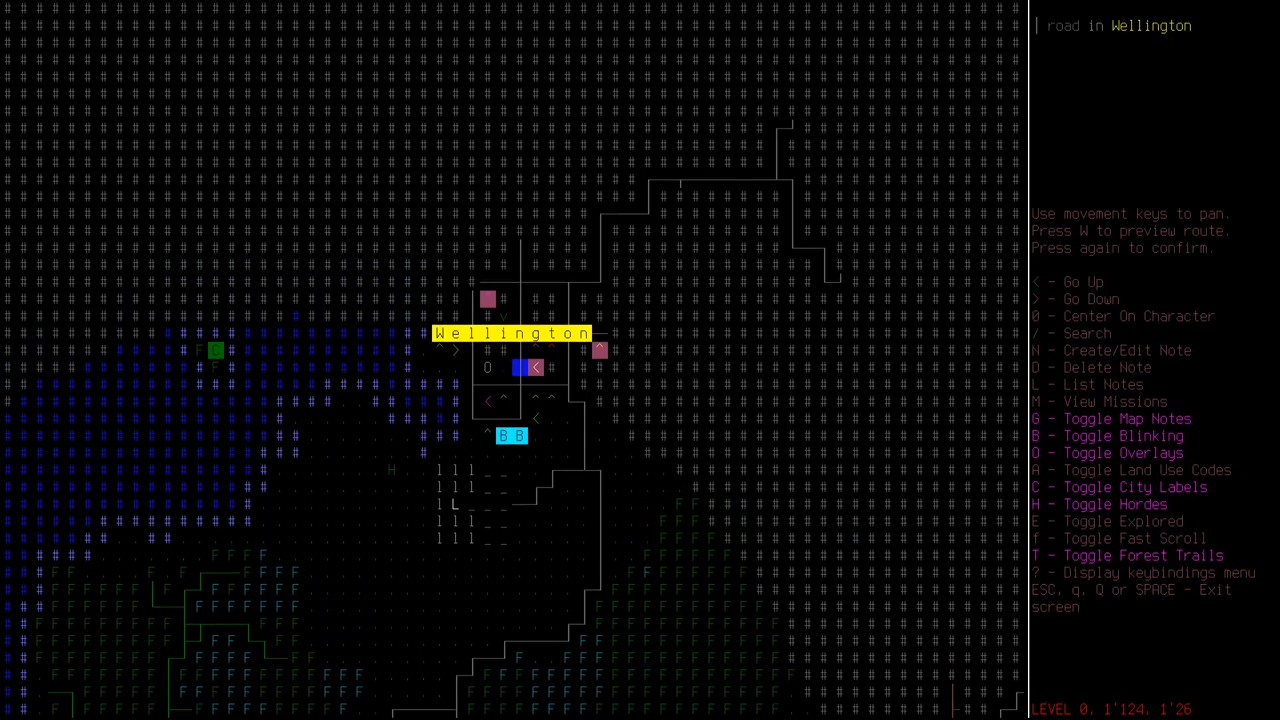 | road in Wellington
Wellington
Use movement keys to pan.
Press W to preview route.
Press again to confirm.
< - Go Up
> - Go Down
0 - Center On Character
/ - Search
N - Create/Edit Note
D - Delete Note
L - List Notes
M - View Missions
G - Toggle Map Notes
B - Toggle Blinking
O - Toggle Overlays
A - Toggle Land Use Codes
C - Toggle City Labels
H - Toggle Hordes
E - Toggle Explored
f - Toggle Fast Scroll
T - Toggle Forest Trails
? - Display keybindings menu
ESC, q, Q or SPACE - Exit
screen
LEVEL 0, 1'124, 1'26